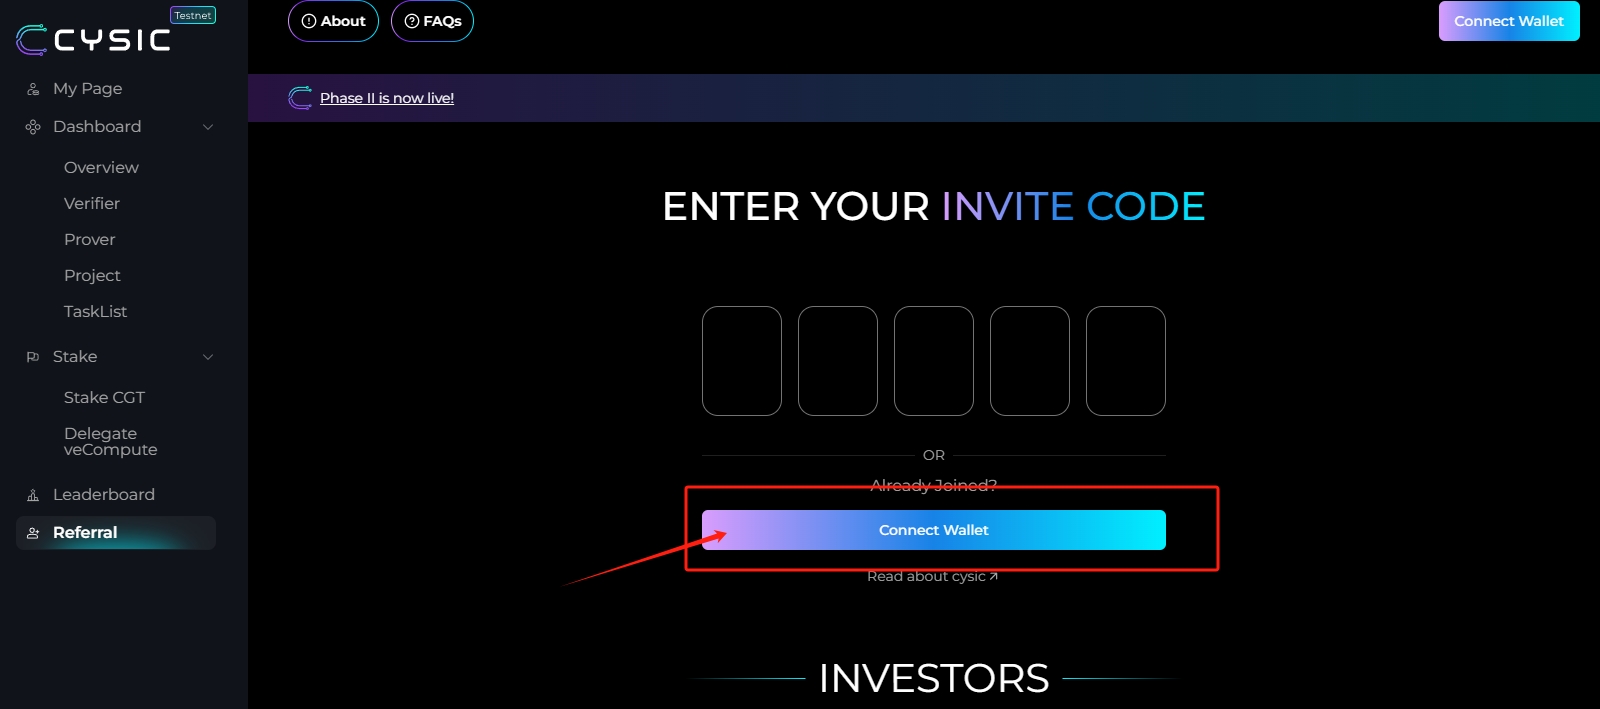 Testnet
CYSIC
My Page
Dashboard
Overview
Verifier
Prover
Project
TaskList
Stake
Stake CGT
Delegate
veCompute
Leaderboard
Referral
About
FAQs
Connect Wallet
Phase II is now live!
ENTER YOUR INVITE CODE
OR
Already Joined?
Connect Wallet
Read about cysic
INVESTORS